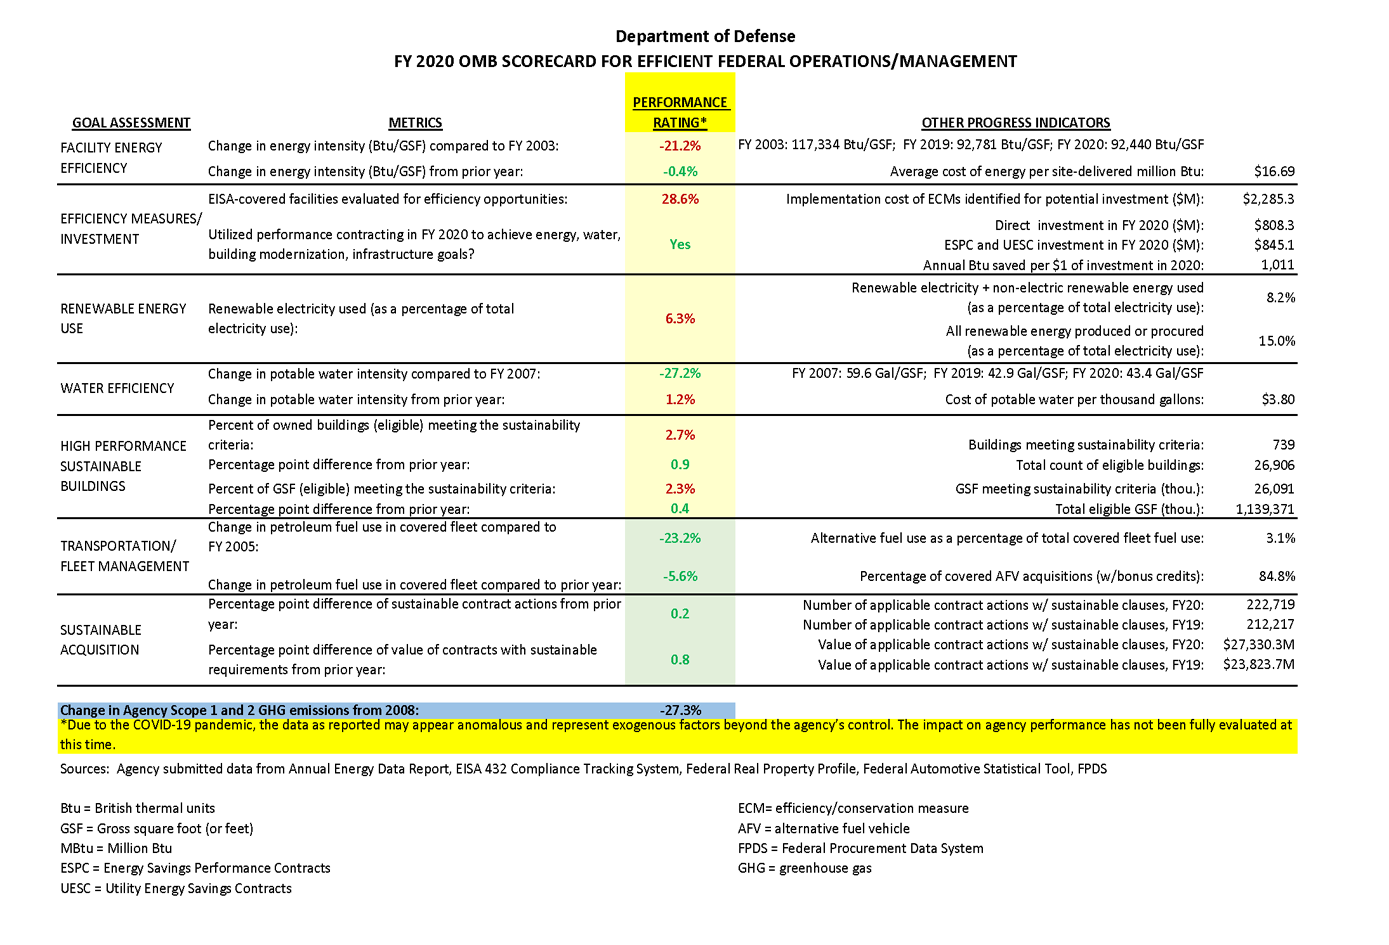 Department of Defense
FY 2020 OMB SCORECARD FOR EFFICIENT FEDERAL OPERATIONS/MANAGEMENT
GOAL ASSESSMENT
METRICS
PERFORMANCE
RATING*
OTHER PROGRESS INDICATORS
FACILITY ENERGY
EFFICIENCY
Change in energy intensity (Btu/GSF) compared to FY 2003:
-21.2%
FY 2003: 117,334 Btu/GSF;  FY 2019: 92,781 Btu/GSF; FY 2020: 92,440 Btu/GSF
Change in energy intensity (Btu/GSF) from prior year:
-0.4%
Average cost of energy per site-delivered million Btu:
$16.69
EFFICIENCY MEASURES/
INVESTMENT
EISA-covered facilities evaluated for efficiency opportunities:
28.6%
Implementation cost of ECMs identified for potential investment ($M):
$2,285.3
Utilized performance contracting in FY 2020 to achieve energy, water,
building modernization, infrastructure goals?
Yes
Direct  investment in FY 2020 ($M):
$808.3
ESPC and UESC investment in FY 2020 ($M):
$845.1
Annual Btu saved per $1 of investment in 2020:
1,011
RENEWABLE ENERGY
USE
Renewable electricity used (as a percentage of total
electricity use):
6.3%
Renewable electricity + non-electric renewable energy used
(as a percentage of total electricity use):
8.2%
All renewable energy produced or procured
(as a percentage of total electricity use):
15.0%
WATER EFFICIENCY
Change in potable water intensity compared to FY 2007:
-27.2%
FY 2007: 59.6 Gal/GSF;  FY 2019: 42.9 Gal/GSF; FY 2020: 43.4 Gal/GSF
Change in potable water intensity from prior year:
1.2%
Cost of potable water per thousand gallons:
$3.80
HIGH PERFORMANCE
SUSTAINABLE
BUILDINGS
Percent of owned buildings (eligible) meeting the sustainability
criteria:
2.7%
Buildings meeting sustainability criteria:
739
Percentage point difference from prior year:
0.9
Total count of eligible buildings:
26,906
Percent of GSF (eligible) meeting the sustainability criteria:
2.3%
GSF meeting sustainability criteria (thou.):
26,091
Percentage point difference from prior year:
0.4
Total eligible GSF (thou.):
1,139,371
TRANSPORTATION/
FLEET MANAGEMENT
Change in petroleum fuel use in covered fleet compared to
FY 2005:
-23.2%
Alternative fuel use as a percentage of total covered fleet fuel use:
3.1%
Change in petroleum fuel use in covered fleet compared to prior year:
-5.6%
Percentage of covered AFV acquisitions (w/bonus credits):
84.8%
SUSTAINABLE
ACQUISITION
Percentage point difference of sustainable contract actions from prior
year:
0.2
Number of applicable contract actions w/ sustainable clauses, FY20:
222,719
Number of applicable contract actions w/ sustainable clauses, FY19:
212,217
Percentage point difference of value of contracts with sustainable
requirements from prior year:
0.8
Value of applicable contract actions w/ sustainable clauses, FY20:
$27,330.3M
Value of applicable contract actions w/ sustainable clauses, FY19:
$23,823.7M
Change in Agency Scope 1 and 2 GHG emissions from 2008:
-27.3%
*Due to the COVID-19 pandemic, the data as reported may appear anomalous and represent exogenous factors beyond the agency's control. The impact on agency performance has not been fully evaluated at
this time.
Sources:  Agency submitted data from Annual Energy Data Report, EISA 432 Compliance Tracking System, Federal Real Property Profile, Federal Automotive Statistical Tool, FPDS
Btu = British thermal units
GSF = Gross square foot (or feet)
MBtu = Million Btu
ESPC = Energy Savings Performance Contracts
UESC = Utility Energy Savings Contracts
ECM= efficiency/conservation measure
AFV = alternative fuel vehicle
FPDS = Federal Procurement Data System
GHG = greenhouse gas